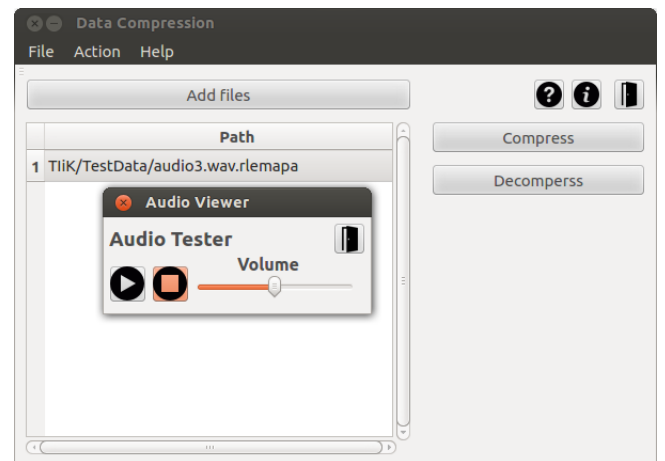 Data Compression
File Action Help
Add files
Path
Compress
1 TIiK/TestData/audio3.wav.rlemapa
Decomperss
Audio Viewer
Audio Tester
Volume